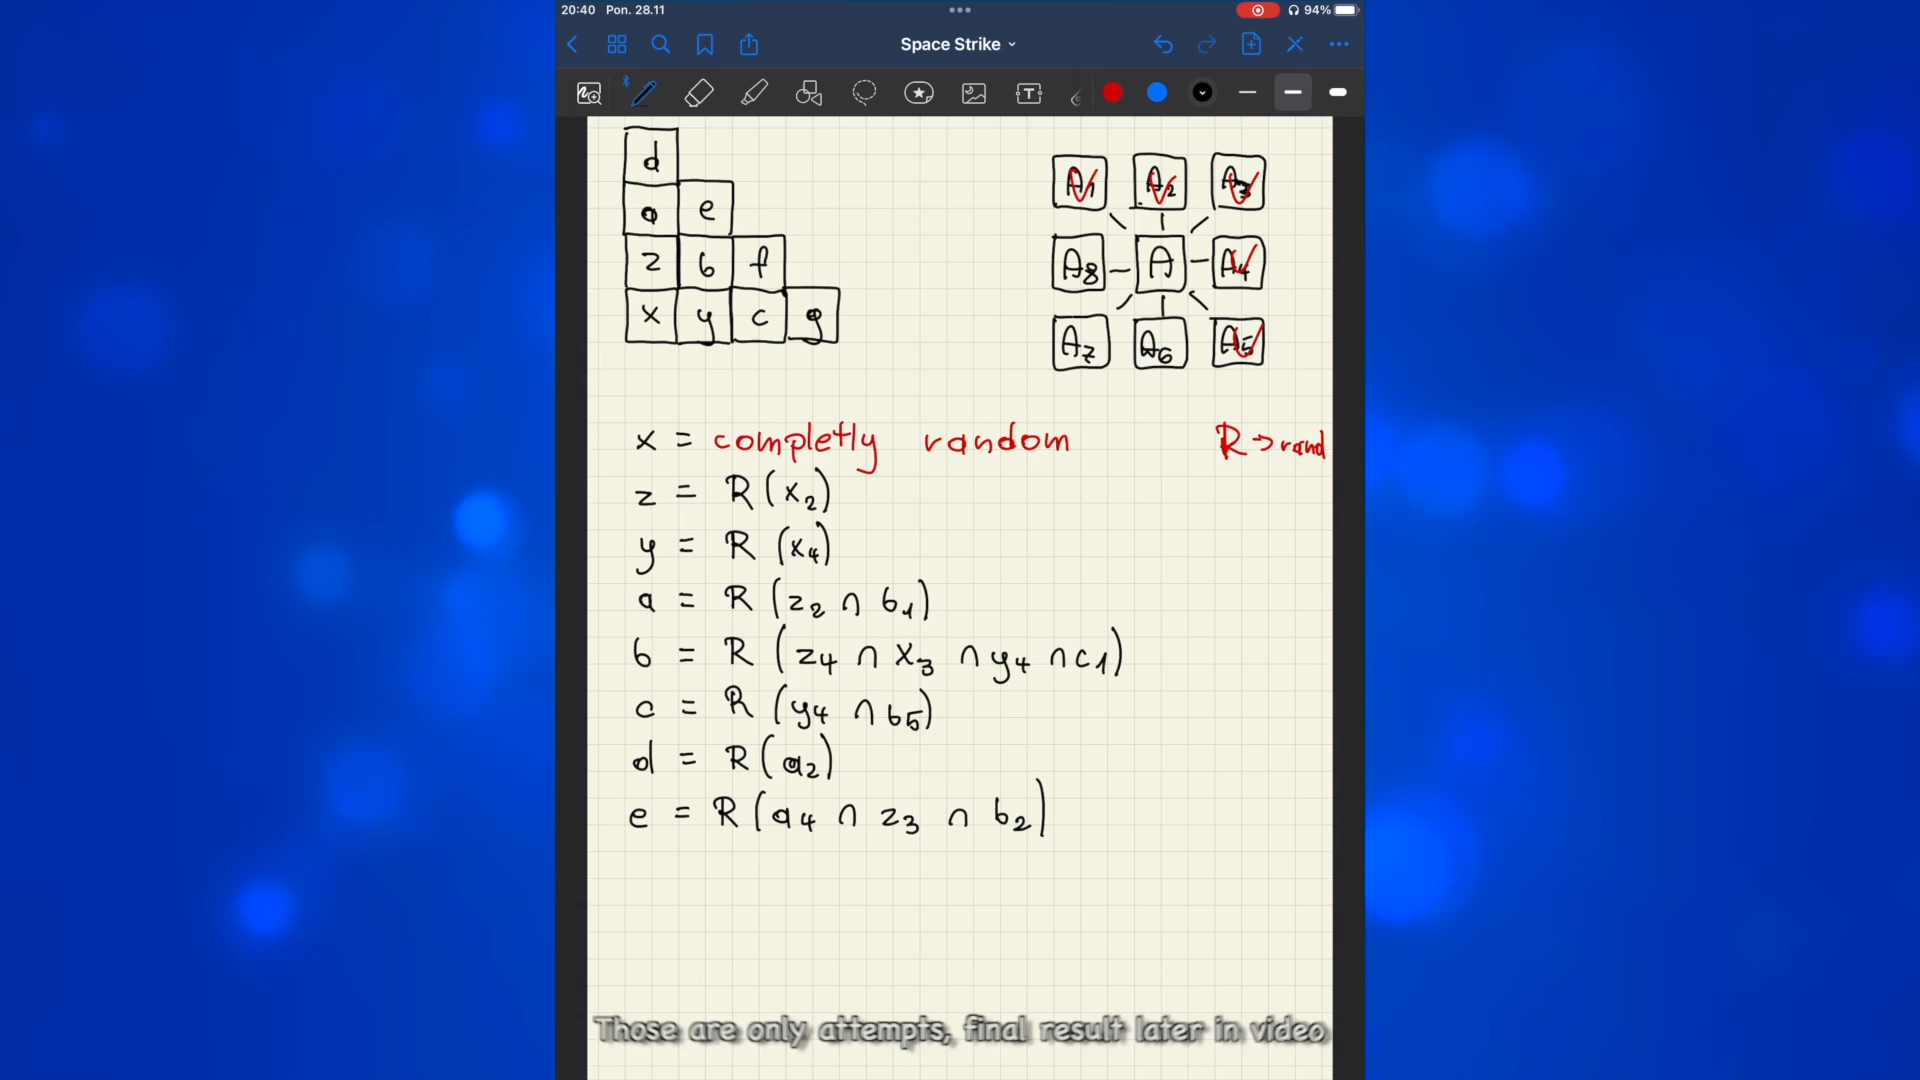 20:40 Pon. 28.11 94%
Space Strike
d
a e
z b f
x y c g
A1 A2 A3
A8 A A4
A7 A6 A5
x = completly random R → rand
z = R (x2)
y = R (x4)
a = R (z2 ∩ b1)
b = R (z4 ∩ x3 ∩ y4 ∩ c1)
c = R (y4 ∩ b5)
d = R (a2)
e = R (a4 ∩ z3 ∩ b2)
Those are only attempts, final result later in video